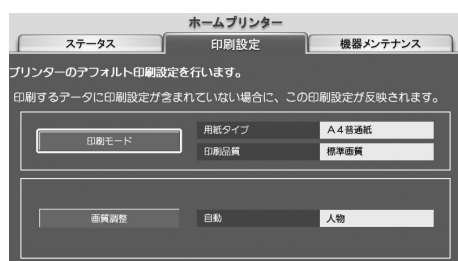 ホームプリンター
ステータス 印刷設定 機器メンテナンス
プリンターのデフォルト印刷設定を行います。
印刷するデータに印刷設定が含まれていない場合に、この印刷設定が反映されます。
印刷モード 用紙タイプ A4普通紙
印刷品質 標準画質
画質調整 自動 人物